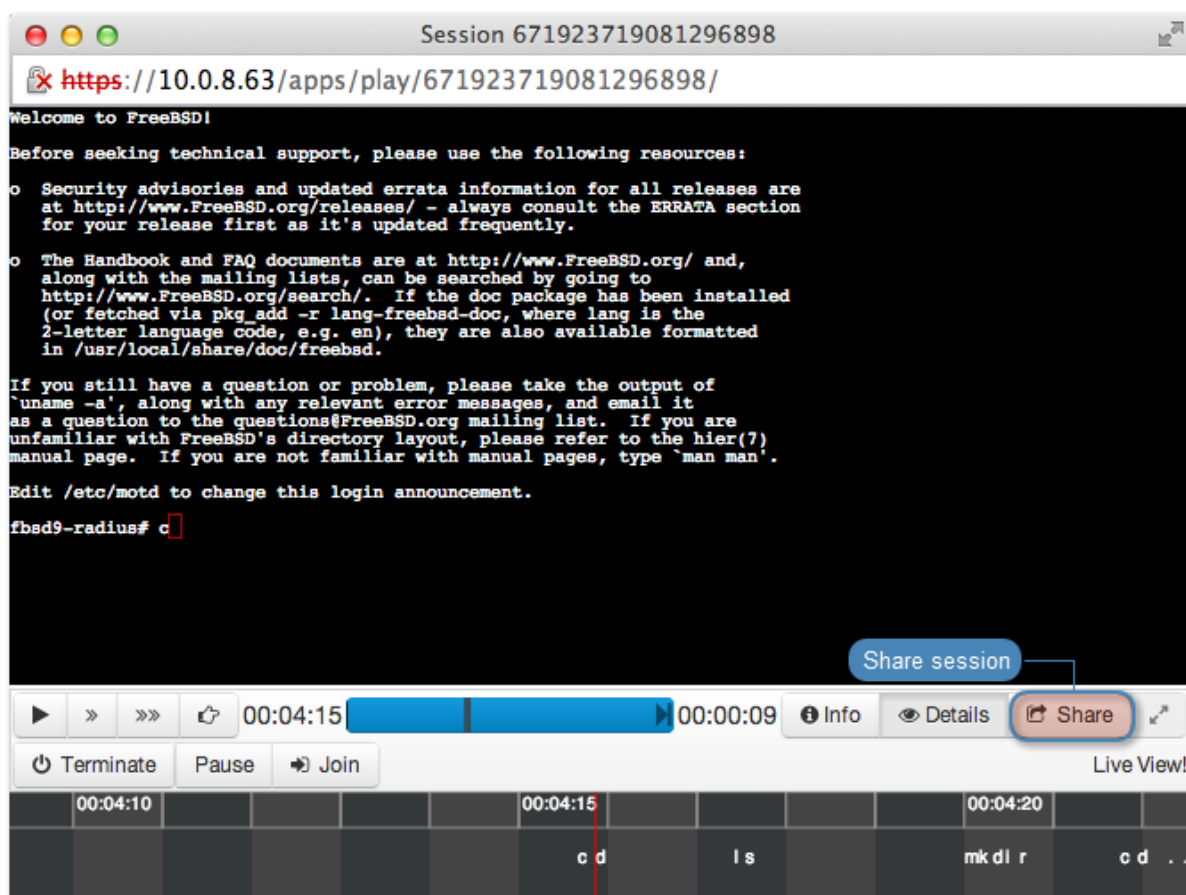 Session 671923719081296898
https://10.0.8.63/apps/play/671923719081296898/
Welcome to FreeBSD!
Before seeking technical support, please use the following resources:
o  Security advisories and updated errata information for all releases are
at http://www.FreeBSD.org/releases/ - always consult the ERRATA section
for your release first as it's updated frequently.
o  The Handbook and FAQ documents are at http://www.FreeBSD.org/ and,
along with the mailing lists, can be searched by going to
http://www.FreeBSD.org/search/.  If the doc package has been installed
(or fetched via pkg_add -r lang-freebsd-doc, where lang is the
2-letter language code, e.g. en), they are also available formatted
in /usr/local/share/doc/freebsd.
If you still have a question or problem, please take the output of
`uname -a', along with any relevant error messages, and email it
as a question to the questions@FreeBSD.org mailing list.  If you are
unfamiliar with FreeBSD's directory layout, please refer to the hier(7)
manual page.  If you are not familiar with manual pages, type `man man'.
Edit /etc/motd to change this login announcement.
fbsd9-radius# c
Share session
00:04:15 00:00:09 Info Details Share
Terminate Pause Join Live View!
00:04:10 00:04:15 00:04:20
cd ls mkdir cd ..